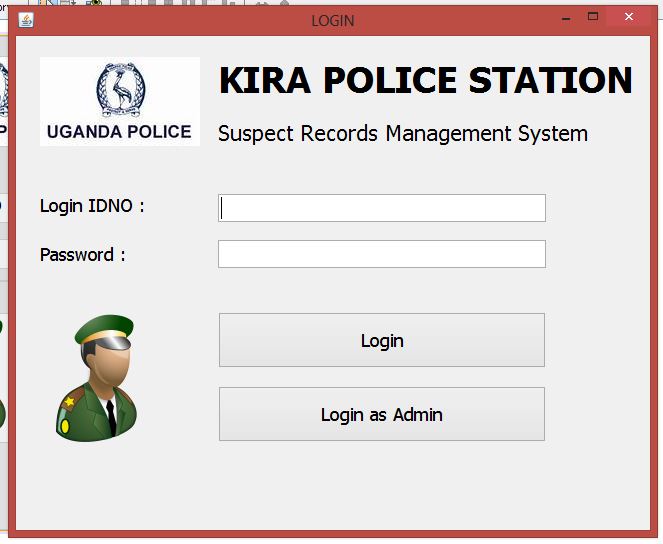 LOGIN
UGANDA POLICE
KIRA POLICE STATION
Suspect Records Management System
Login IDNO :
Password :
Login
Login as Admin